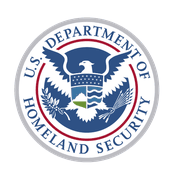 U.S. DEPARTMENT OF
HOMELAND SECURITY